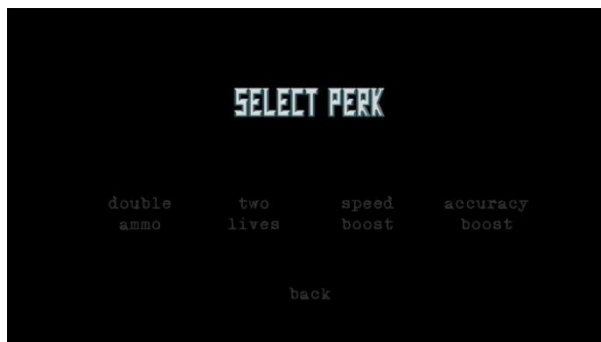 SELECT PERK
double two speed accuracy
ammo lives boost boost
back